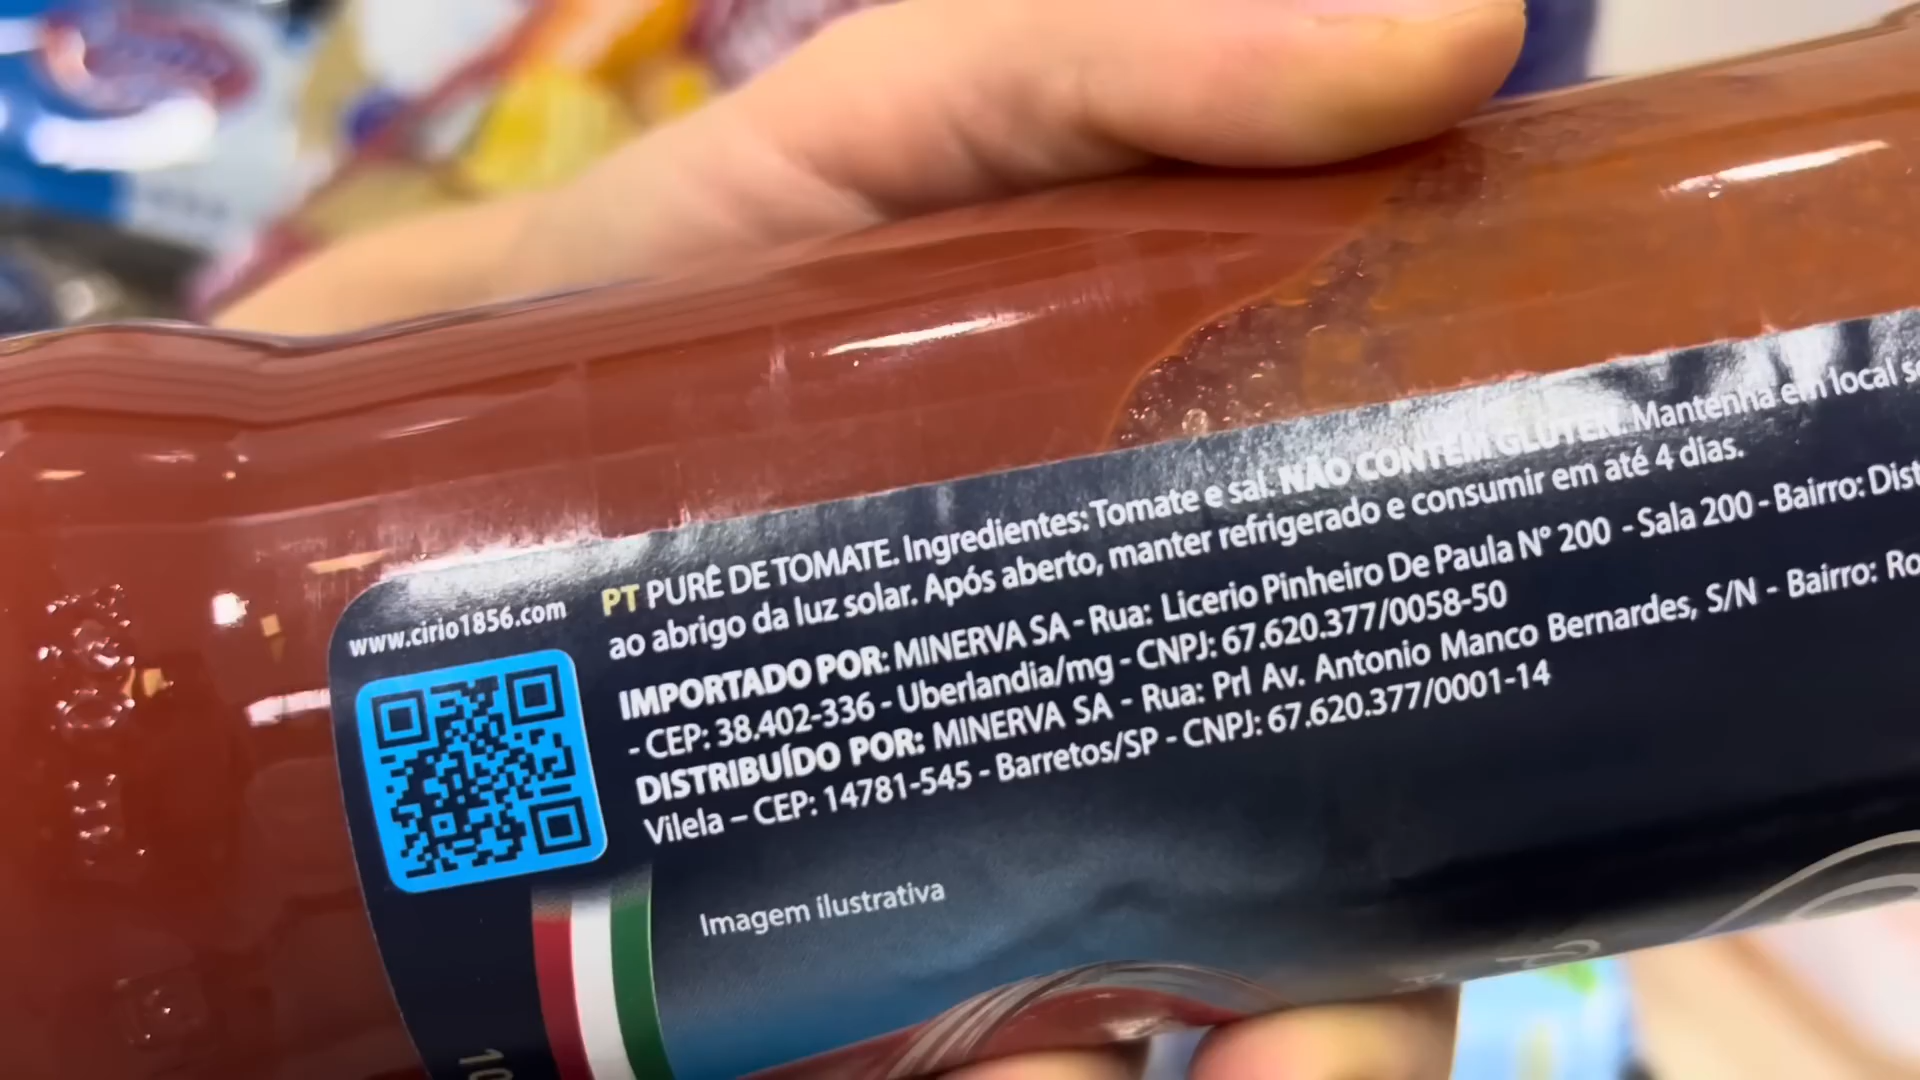 www.cirio1856.com
PT PURÊ DE TOMATE. Ingredientes: Tomate e sal. NÃO CONTÉM GLUTEN. Mantenha em local
ao abrigo da luz solar. Após aberto, manter refrigerado e consumir em até 4 dias.
IMPORTADO POR: MINERVA SA - Rua: Licerio Pinheiro De Paula N° 200 - Sala 200 - Bairro:
- CEP: 38.402-336 - Uberlandia/mg - CNPJ: 67.620.377/0058-50
DISTRIBUÍDO POR: MINERVA SA - Rua: Prl Av. Antonio Manco Bernardes, S/N - Bairro:
Vilela – CEP: 14781-545 - Barretos/SP - CNPJ: 67.620.377/0001-14
Imagem ilustrativa